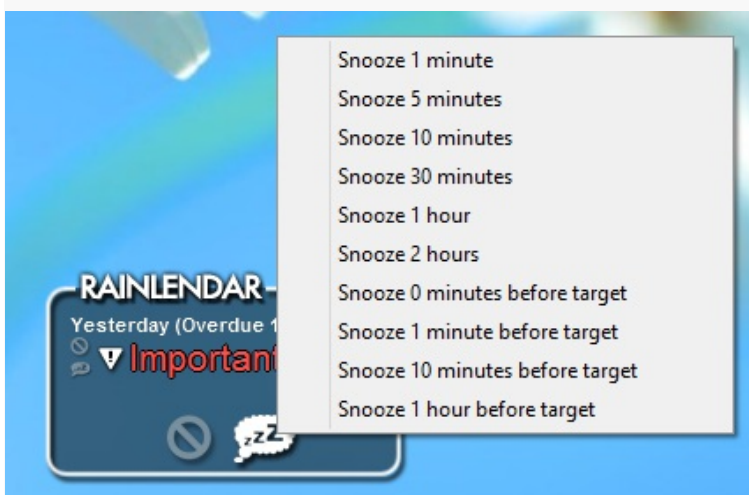 Snooze 1 minute
Snooze 5 minutes
Snooze 10 minutes
Snooze 30 minutes
Snooze 1 hour
Snooze 2 hours
Snooze 0 minutes before target
Snooze 1 minute before target
Snooze 10 minutes before target
Snooze 1 hour before target
RAINLENDAR
Yesterday (Overdue 1
Important
zzZ